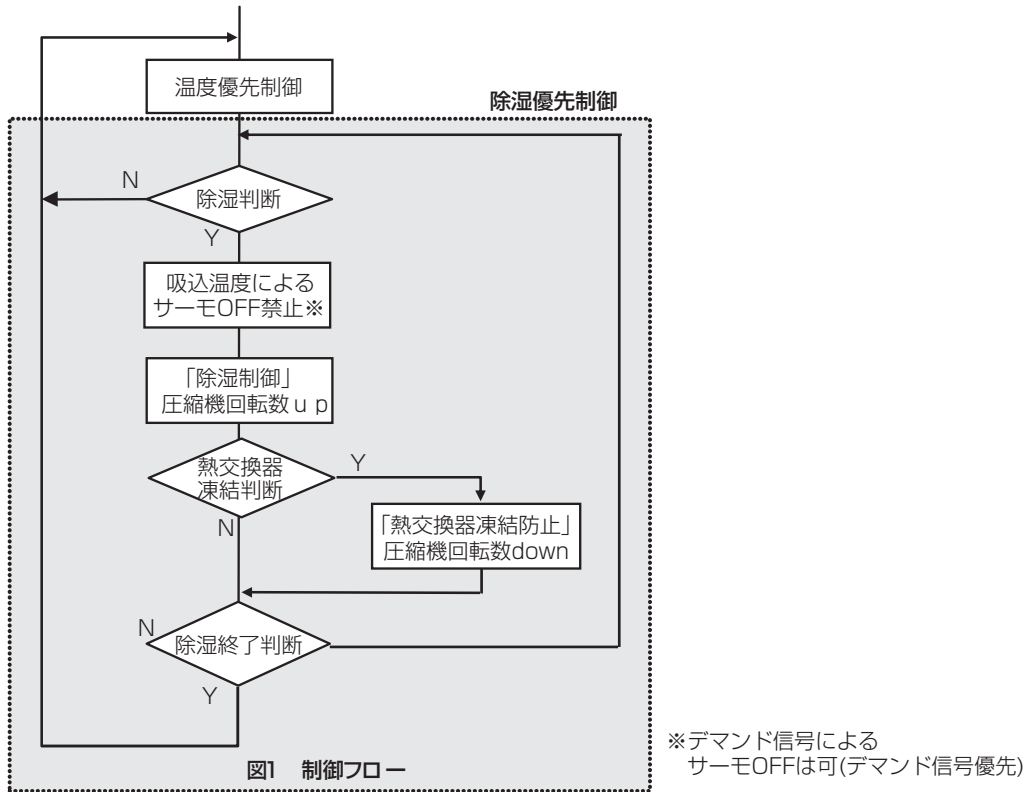 温度優先制御
除湿優先制御
N
除湿判断
Y
吸込温度による
サーモOFF禁止※
「除湿制御」
圧縮機回転数up
熱交換器
凍結判断
Y
N
「熱交換器凍結防止」
圧縮機回転数down
N
除湿終了判断
Y
図1 制御フロー
※デマンド信号による
サーモOFFは可(デマンド信号優先)